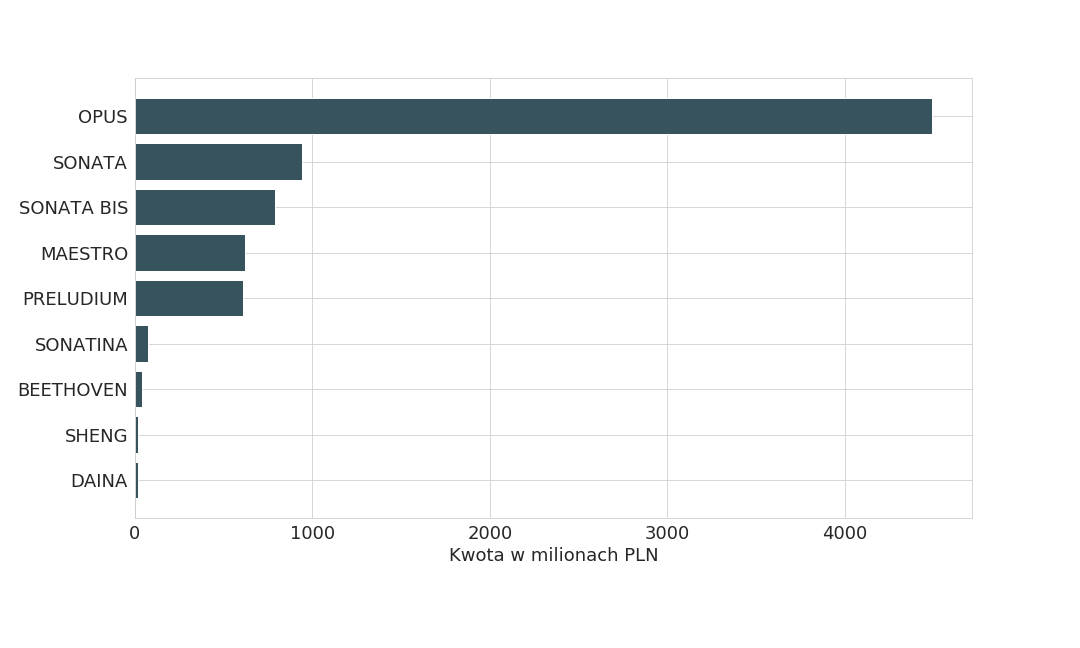 OPUS
SONATA
SONATA BIS
MAESTRO
PRELUDIUM
SONATINA
BEETHOVEN
SHENG
DAINA
0 1000 2000 3000 4000
Kwota w milionach PLN